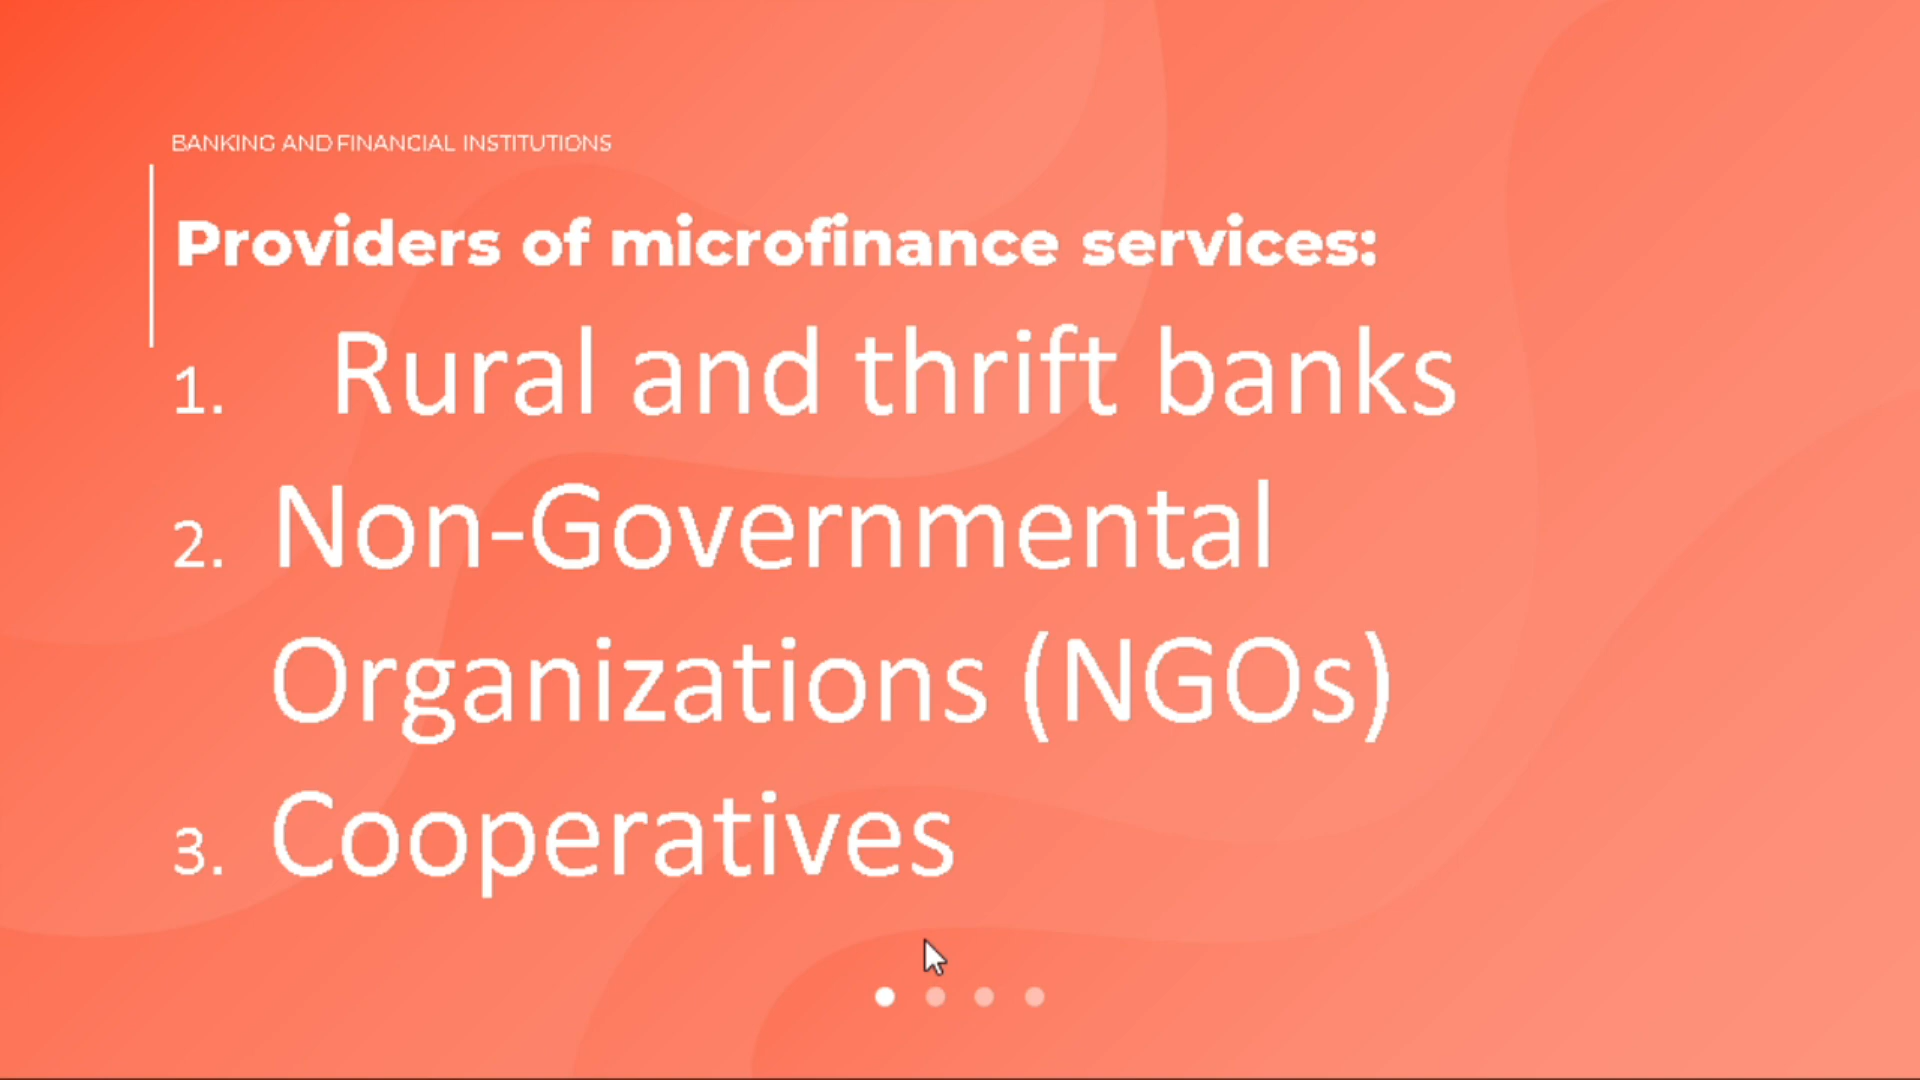 BANKING AND FINANCIAL INSTITUTIONS
Providers of microfinance services:
1. Rural and thrift banks
2. Non-Governmental
Organizations (NGOs)
3. Cooperatives